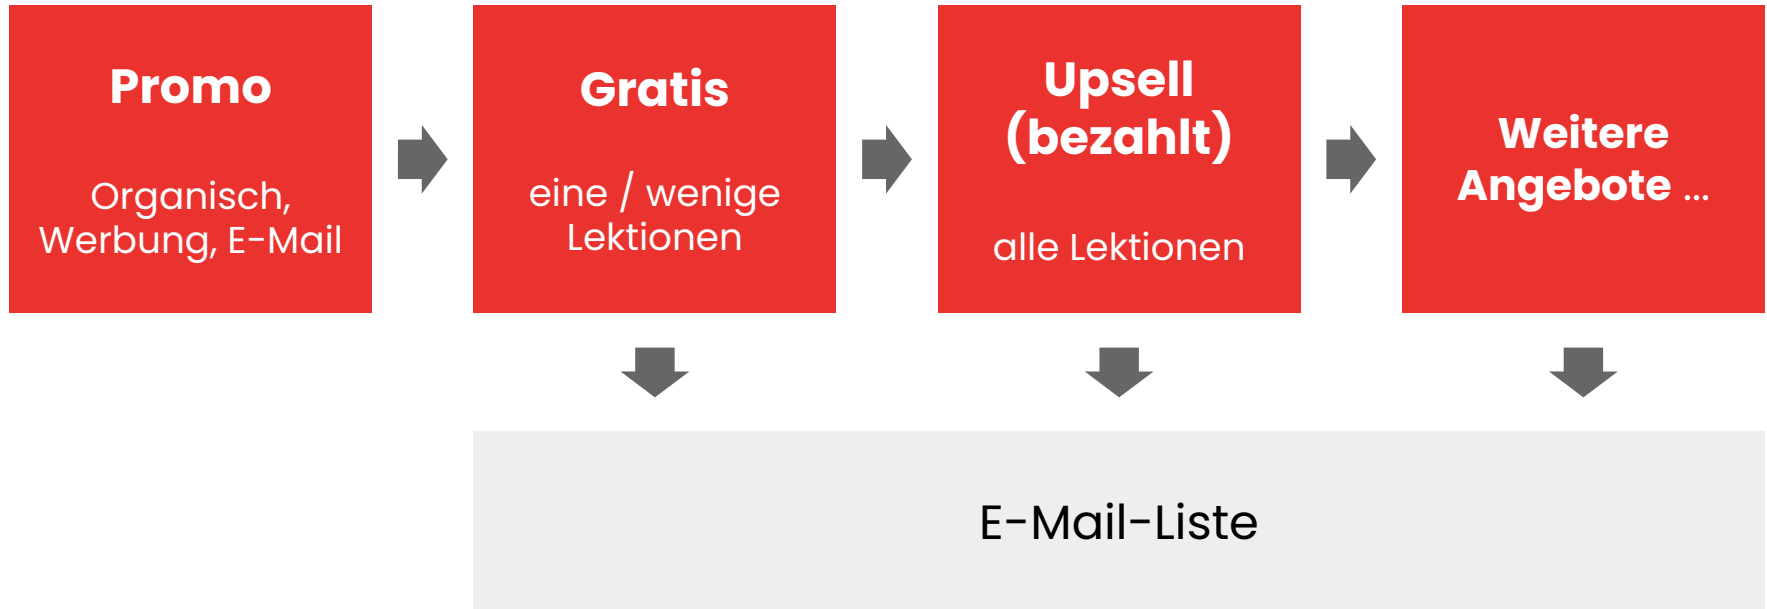 Promo
Organisch,
Werbung, E-Mail
Gratis
eine / wenige
Lektionen
Upsell
(bezahlt)
alle Lektionen
Weitere
Angebote ...
E-Mail-Liste